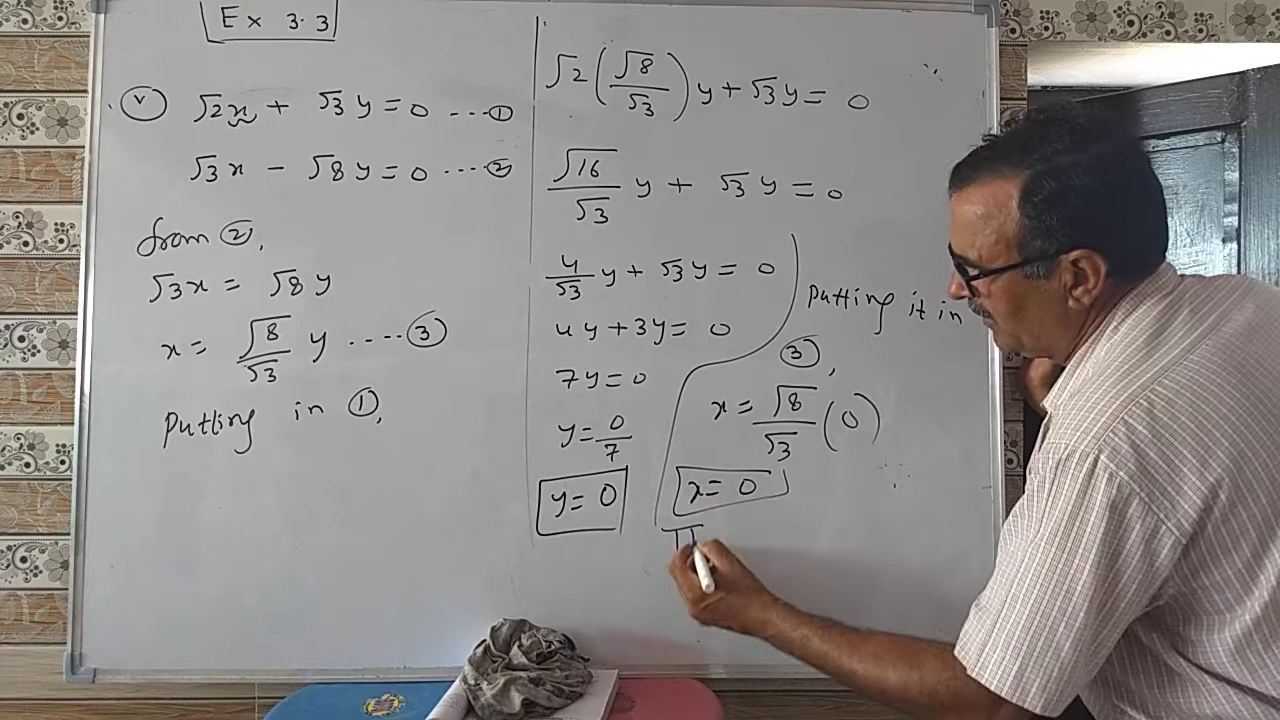 Ex 3.3
(v) √2x + √3y = 0 ---①
√3x - √8y = 0 ----②
from ②,
√3x = √8y
x = √8/√3 y ----③
Putting in ①,
√2(√8/√3)y + √3y = 0
√16/√3 y + √3y = 0
4/√3 y + √3y = 0
4y + 3y = 0
7y = 0
y = 0/7
y = 0
Putting it in
③,
x = √8/√3 (0)
x = 0